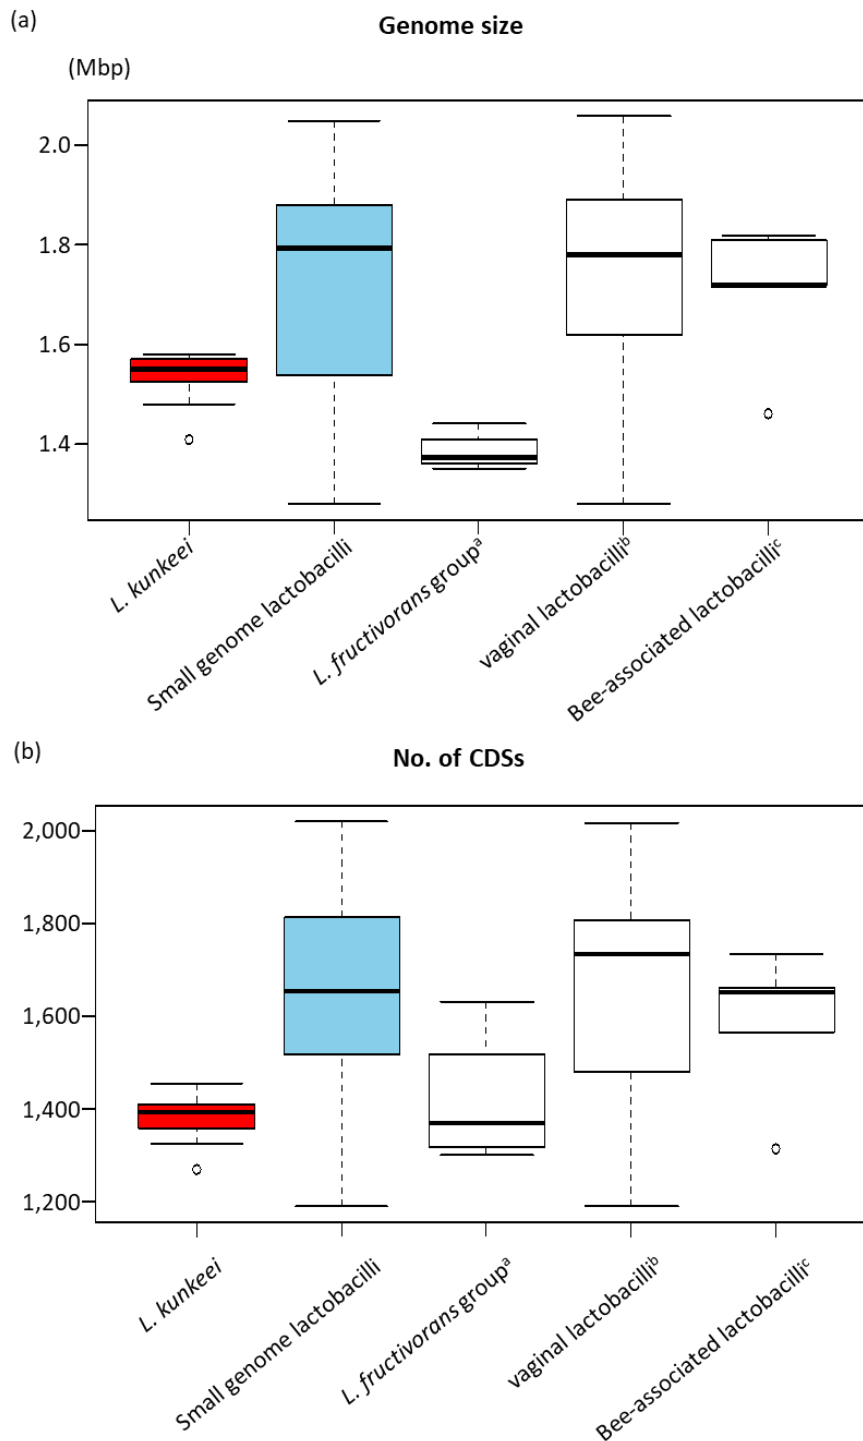 (a)
Genome size
(Mbp)
2.0
1.8
1.6
1.4
L. kunkeei
Small genome lactobacilli
L. fructivorans groupᵃ
vaginal lactobacilliᵇ
Bee-associated lactobacilliᶜ
(b)
No. of CDSs
2,000
1,800
1,600
1,400
1,200
L. kunkeei
Small genome lactobacilli
L. fructivorans groupᵃ
vaginal lactobacilliᵇ
Bee-associated lactobacilliᶜ